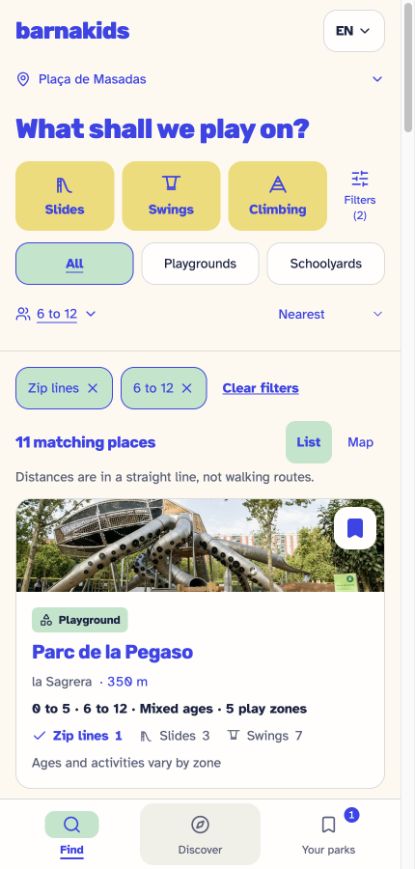 barnakids
EN
Plaça de Masadas
What shall we play on?
Slides
Swings
Climbing
Filters
(2)
All
Playgrounds
Schoolyards
6 to 12
Nearest
Zip lines
6 to 12
Clear filters
11 matching places
List
Map
Distances are in a straight line, not walking routes.
Playground
Parc de la Pegaso
la Sagrera · 350 m
0 to 5 · 6 to 12 · Mixed ages · 5 play zones
Zip lines 1 Slides 3 Swings 7
Ages and activities vary by zone
Find
Discover
1
Your parks